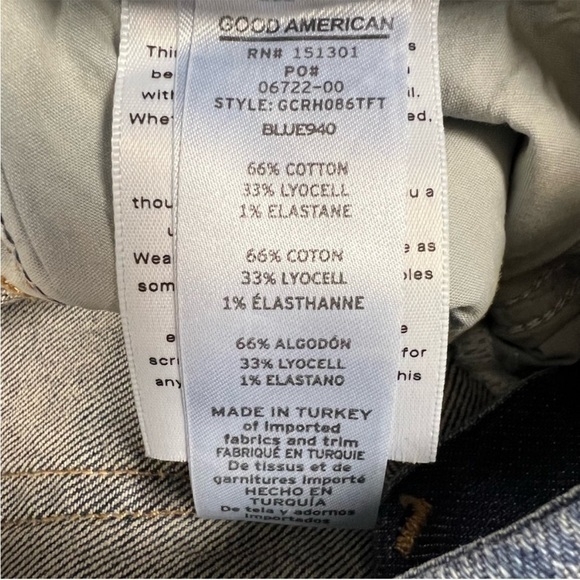 GOOD AMERICAN
RN# 151301
PO#
06722-00
STYLE: GCRH086TFT
BLUE940
66% COTTON
33% LYOCELL
1% ELASTANE
66% COTON
33% LYOCELL
1% ÉLASTHANNE
66% ALGODÓN
33% LYOCELL
1% ELASTANO
MADE IN TURKEY
of Imported
fabrics and trim
FABRIQUÉ EN TURQUIE
De tissus et de
garnitures Importé
HECHO EN
TURQUÍA
De tela y adornos
Importados